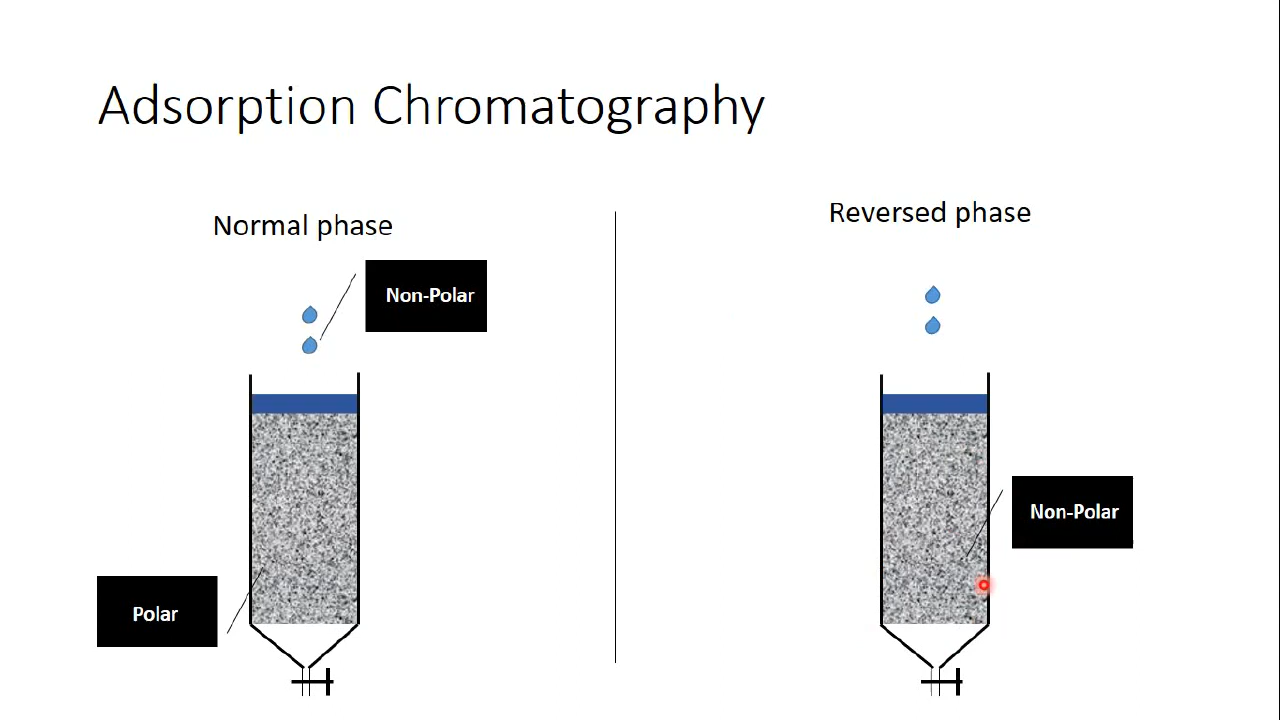 Adsorption Chromatography
Normal phase
Non-Polar
Polar
Reversed phase
Non-Polar